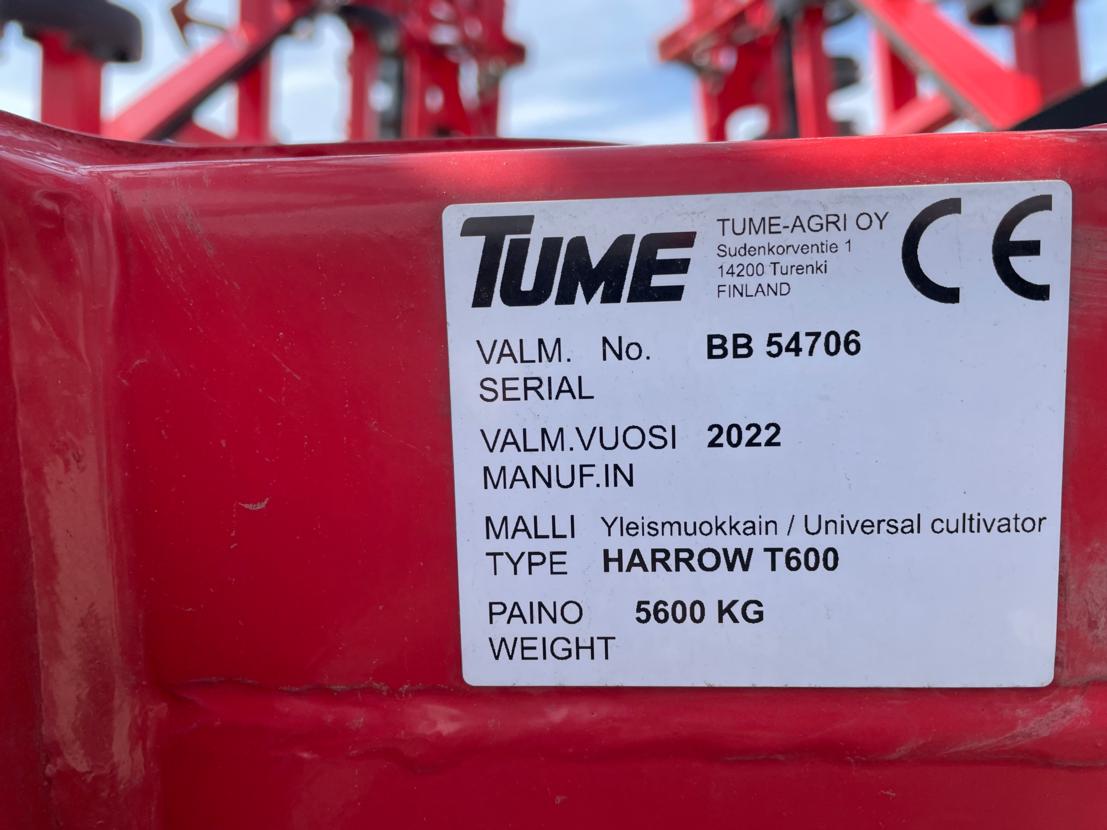 TUME
TUME-AGRI OY
Sudenkorventie 1
14200 Turenki
FINLAND
CE
VALM. No. BB 54706
SERIAL
VALM.VUOSI 2022
MANUF.IN
MALLI Yleismuokkain / Universal cultivator
TYPE HARROW T600
PAINO 5600 KG
WEIGHT